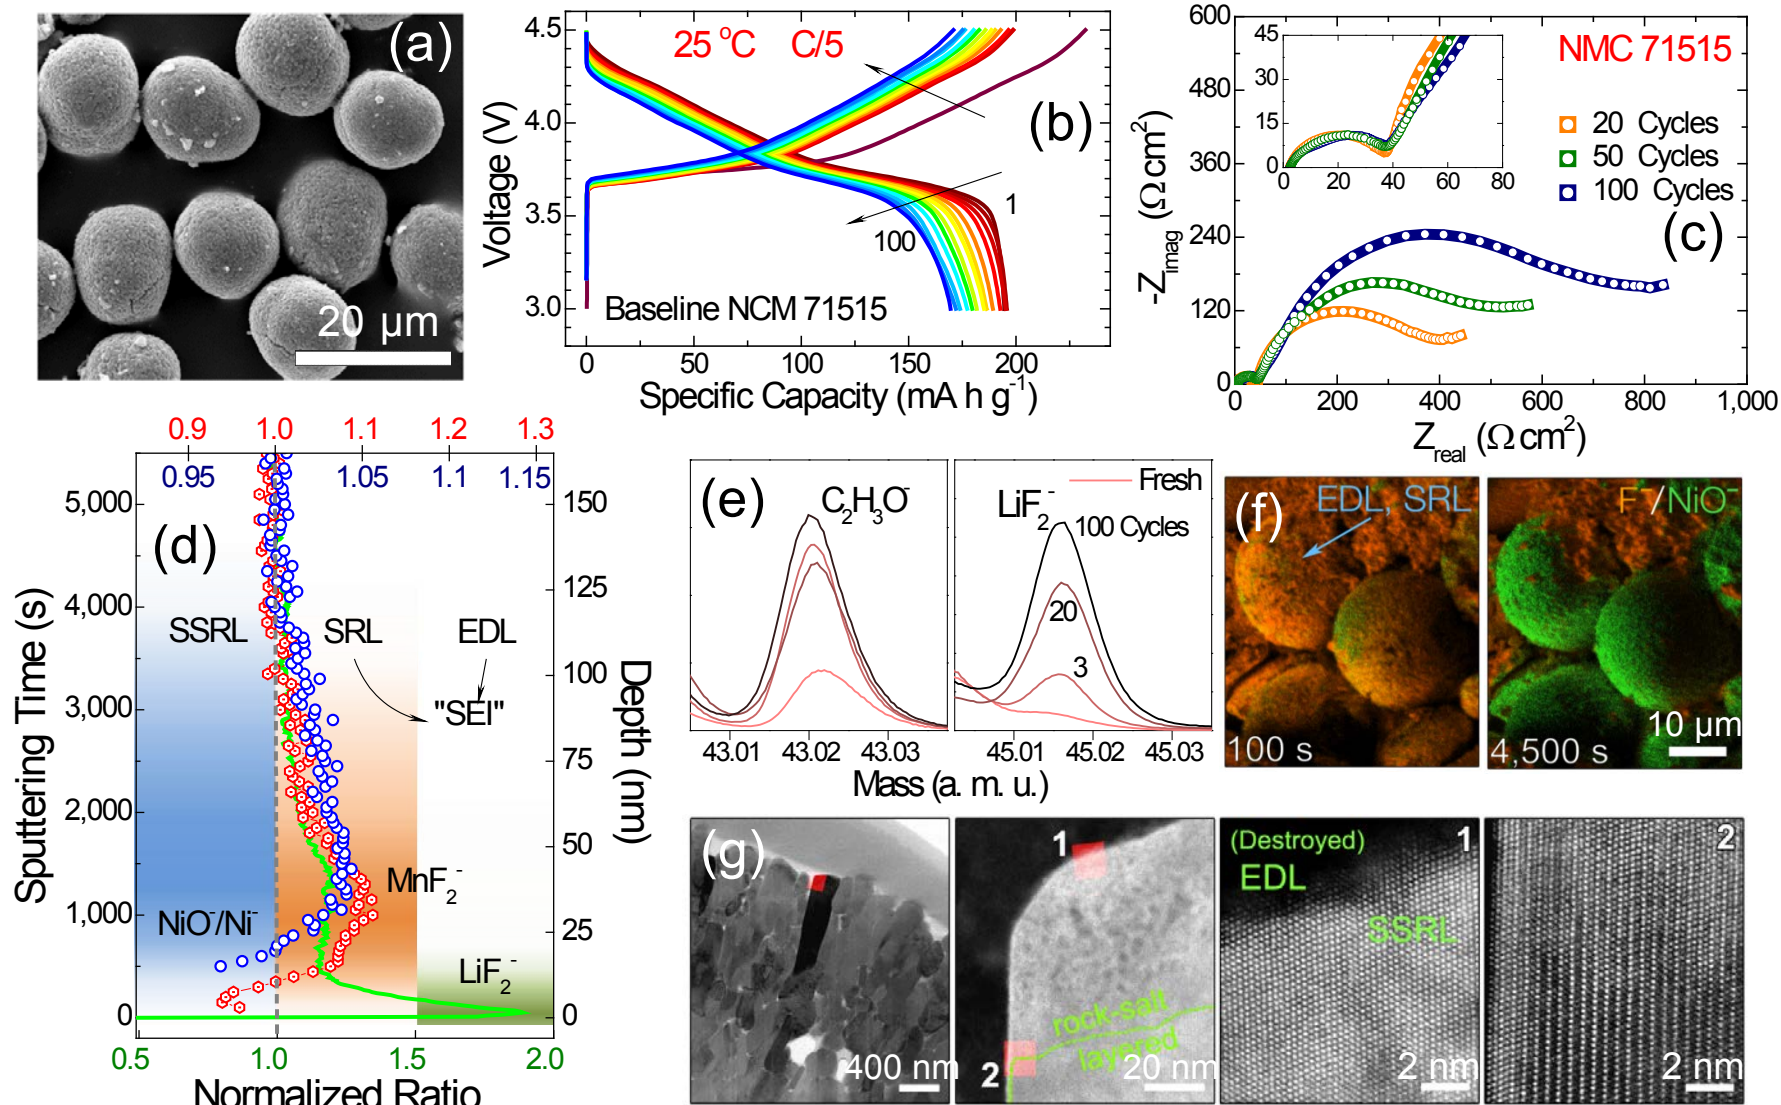 (a)
20 µm
4.5
4.0
3.5
3.0
Voltage (V)
25 °C C/5
(b)
1
100
Baseline NCM 71515
0 50 100 150 200
Specific Capacity (mA h g⁻¹)
600
480
360
240
120
0
-Z_imag (Ω cm²)
45
30
15
0
0 20 40 60 80
NMC 71515
20 Cycles
50 Cycles
100 Cycles
(c)
0 200 400 600 800 1,000
Z_real (Ω cm²)
0.9 1.0 1.1 1.2 1.3
0.95 1.05 1.1 1.15
5,000
4,000
3,000
2,000
1,000
0
Sputtering Time (s)
(d)
SSRL SRL EDL
"SEI"
MnF₂⁻
NiO⁻/Ni⁻
LiF₂⁻
150
125
100
75
50
25
0
Depth (nm)
0.5 1.0 1.5 2.0
Normalized Ratio
(e)
C₂H₃O⁻
LiF₂⁻
Fresh
100 Cycles
20
3
43.01 43.02 43.03
45.01 45.02 45.03
Mass (a. m. u.)
(f)
EDL, SRL
100 s
F⁻/NiO⁻
10 µm
4,500 s
(g)
400 nm
1
rock-salt
layered
2
20 nm
(Destroyed)
EDL
1
SSRL
2 nm
2
2 nm